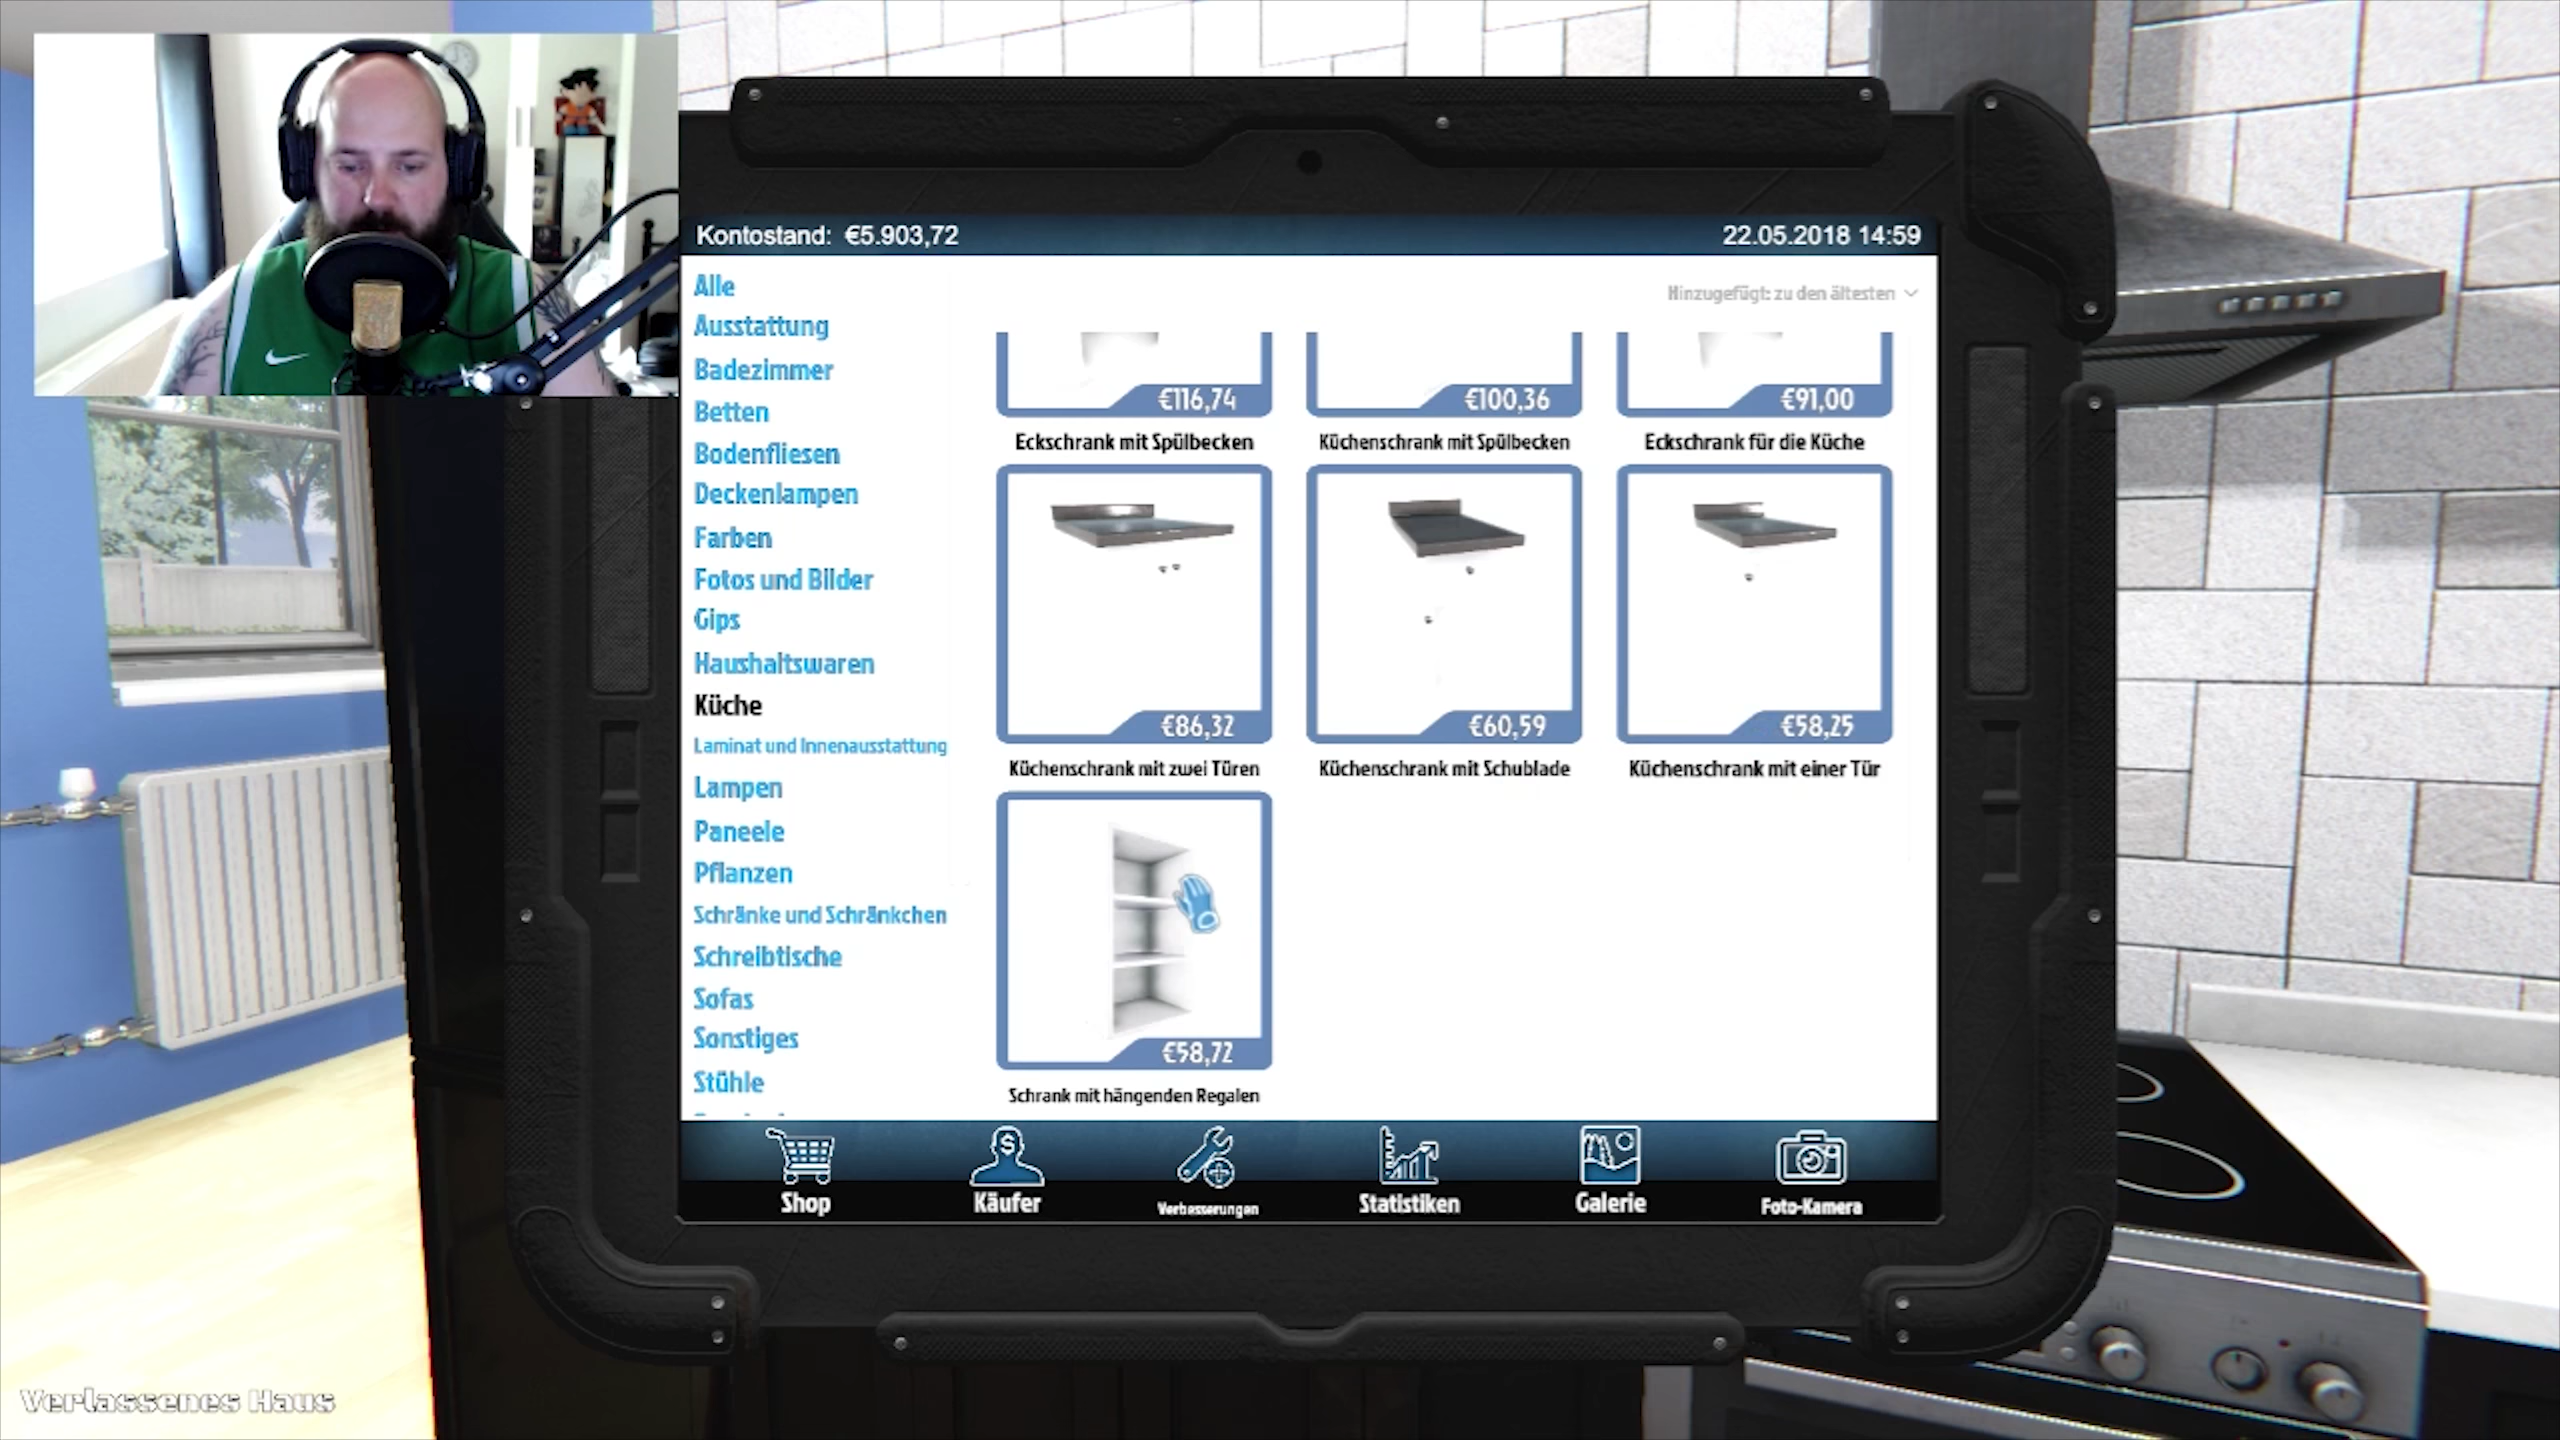 Kontostand: €5.903,72
22.05.2018 14:59
Hinzugefügt: zu den ältesten
Alle
Ausstattung
Badezimmer
Betten
Bodenfliesen
Deckenlampen
Farben
Fotos und Bilder
Gips
Haushaltswaren
Küche
Laminat und Innenausstattung
Lampen
Paneele
Pflanzen
Schränke und Schränkchen
Schreibtische
Sofas
Sonstiges
Stühle
€116,74
€100,36
€91,00
Eckschrank mit Spülbecken
Küchenschrank mit Spülbecken
Eckschrank für die Küche
€86,32
€60,59
€58,25
Küchenschrank mit zwei Türen
Küchenschrank mit Schublade
Küchenschrank mit einer Tür
€58,72
Schrank mit hängenden Regalen
Shop
Käufer
Verbesserungen
Statistiken
Galerie
Foto-Kamera
Verlassenes Haus